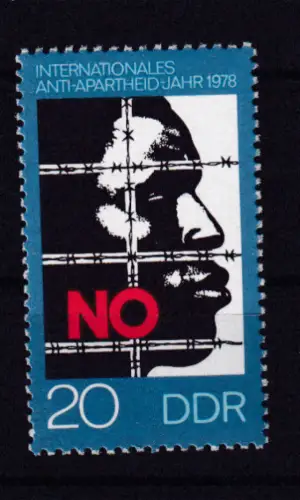 INTERNATIONALES
ANTI-APARTHEID-JAHR 1978
NO
20 DDR